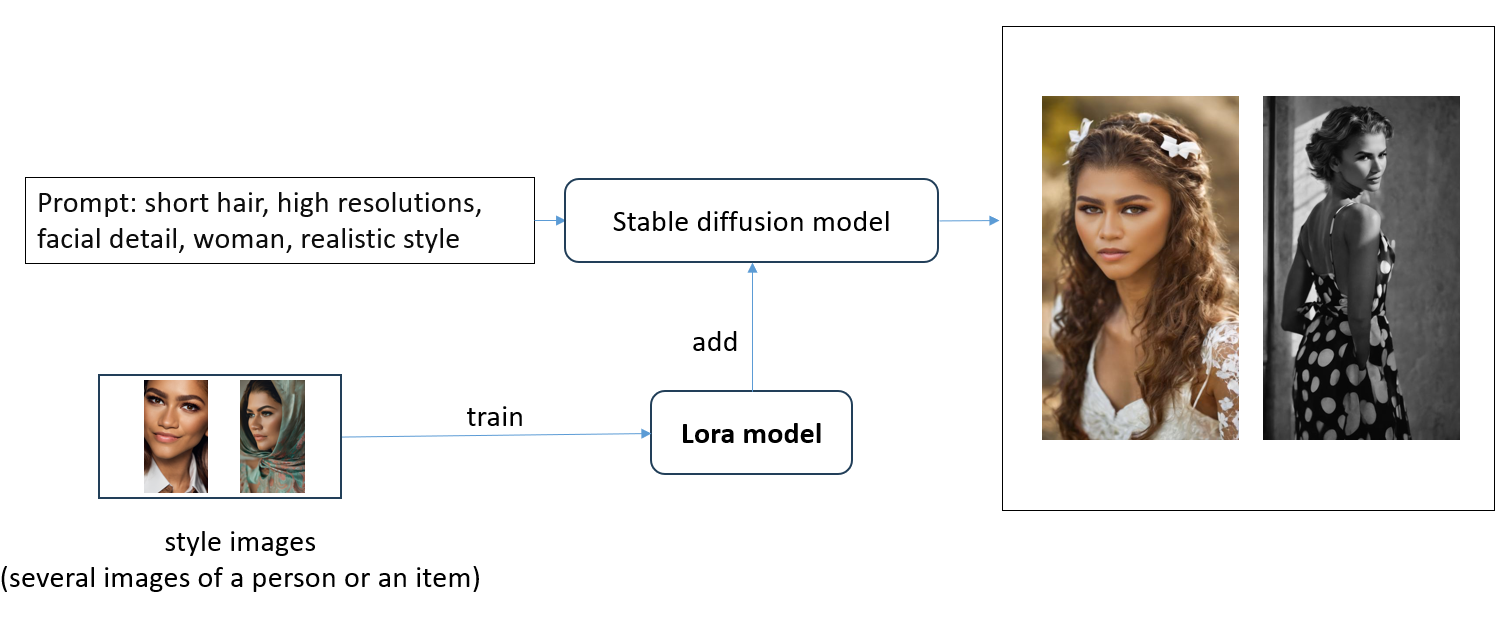 Prompt: short hair, high resolutions,
facial detail, woman, realistic style
Stable diffusion model
add
train
Lora model
style images
(several images of a person or an item)